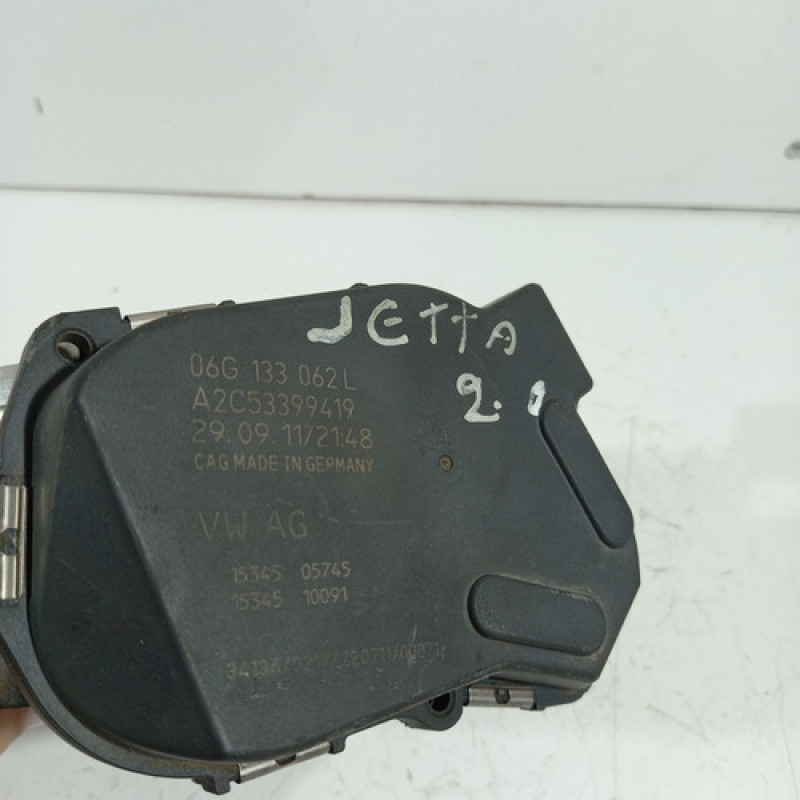 JETTA
2.0
06G 133 062 L
A2C53399419
29.09.11/21:48
CAG MADE IN GERMANY
VW AG
15345 05745
15345 10091